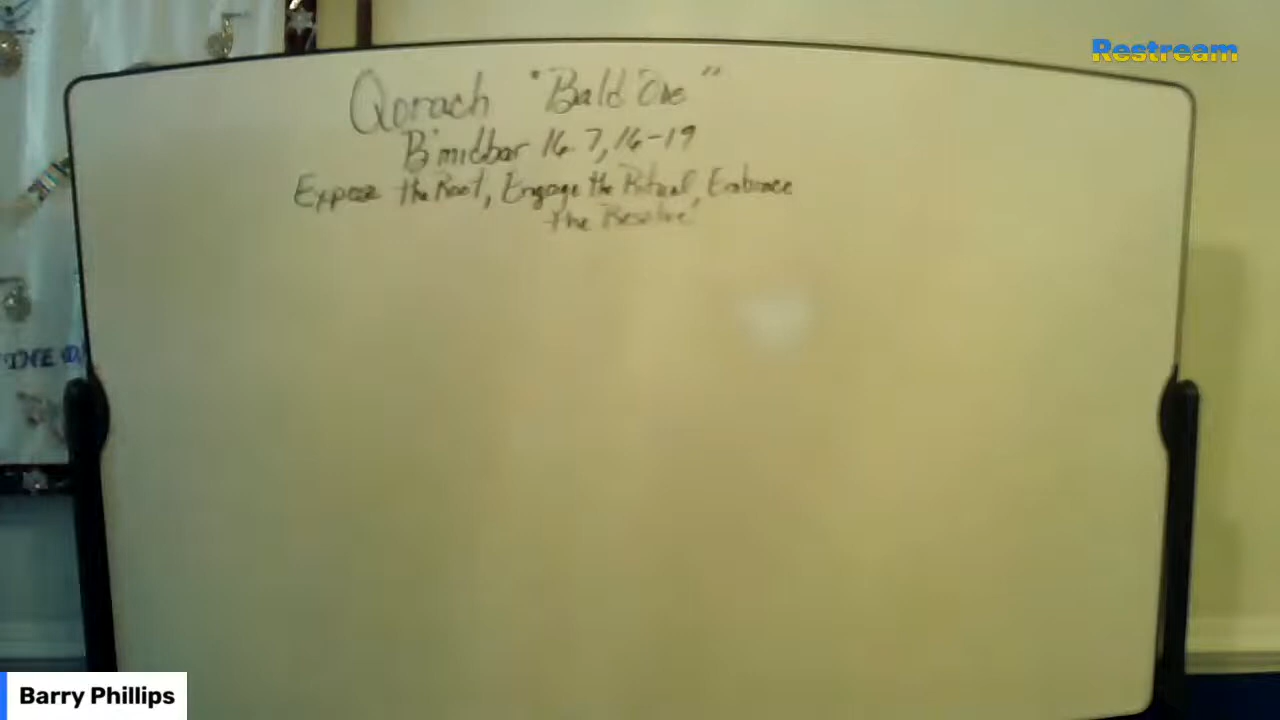 Restream
Qorach "Bald One"
B'midbar 16:7, 16-19
Expose the Root, Engage the Ritual, Embrace
the Resolve
THE
Barry Phillips